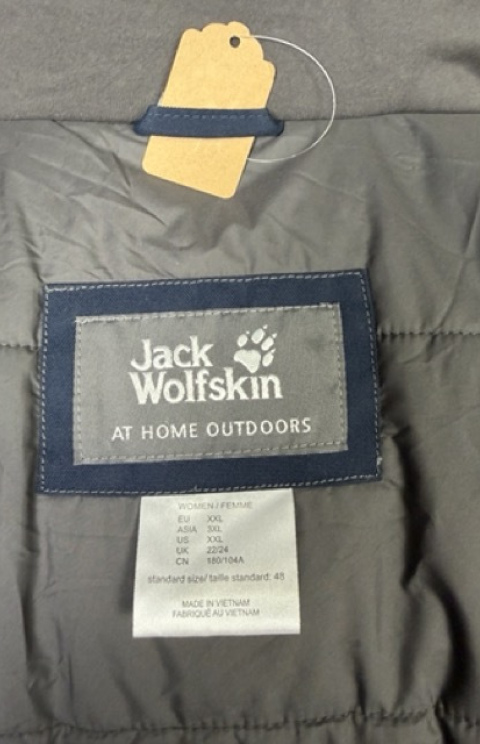 Jack
Wolfskin
AT HOME OUTDOORS
WOMEN / FEMME
EU XXL
ASIA 3XL
US XXL
UK 22/24
CN 180/104A
standard size/ taille standard: 48
MADE IN VIETNAM
FABRIQUÉ AU VIETNAM